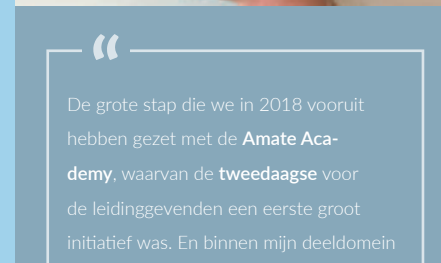 “
De grote stap die we in 2018 vooruit
hebben gezet met de Amate Aca-
demy, waarvan de tweedaagse voor
de leidinggevenden een eerste groot
initiatief was. En binnen mijn deeldomein